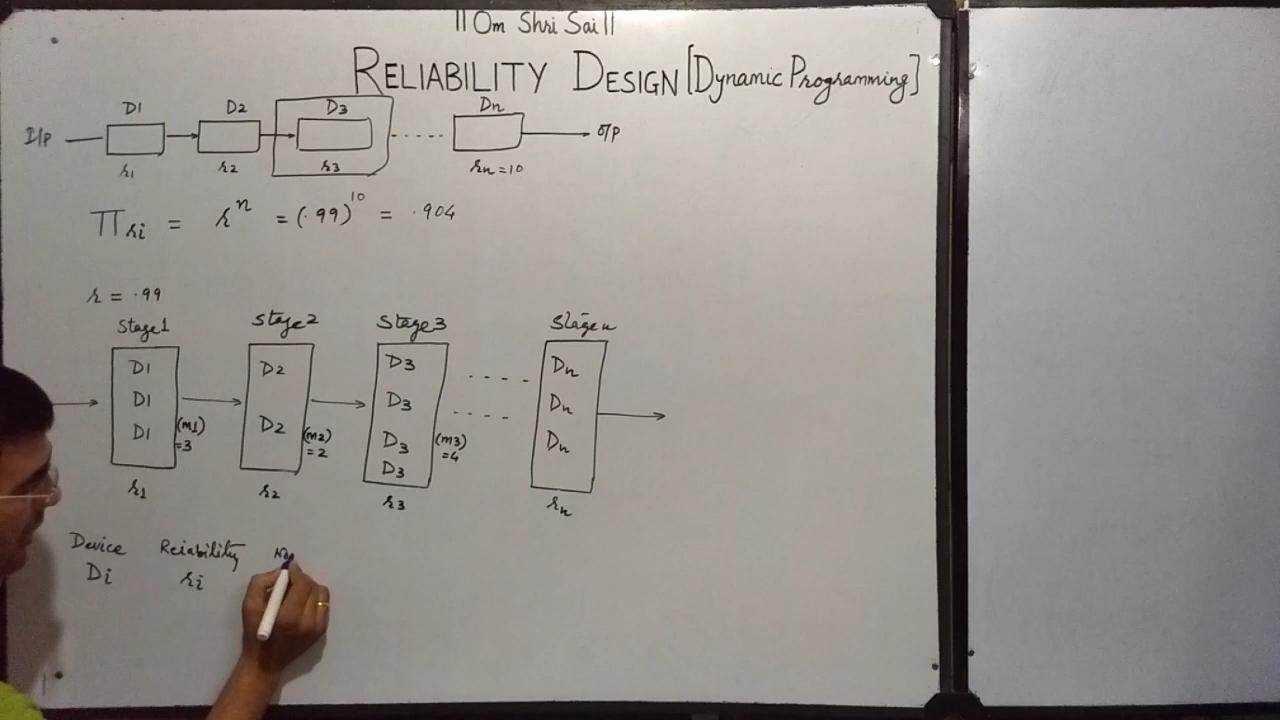 || Om Shri Sai ||
RELIABILITY DESIGN [Dynamic Programming]
D1 D2 D3 Dn
I/P O/P
r1 r2 r3 rn = 10
πri = r^n = (.99)^10 = .904
r = .99
Stage1 Stage2 Stage3 Stagen
D1 D2 D3 Dn
D1 D3 Dn
D1 D2 D3 Dn
D3
(m1) =3 (m2) =2 (m3) =4
r1 r2 r3 rn
Device Reiability
Di ri